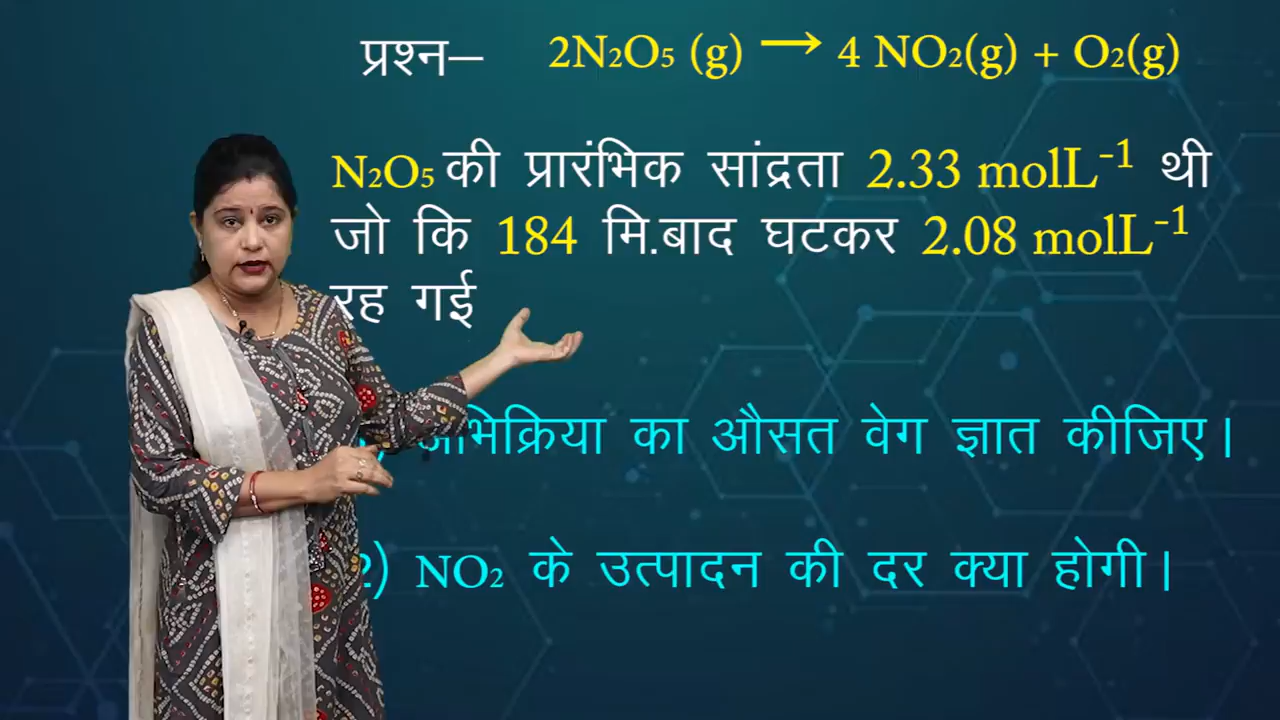 प्रश्न– 2N₂O₅ (g) → 4 NO₂(g) + O₂(g)
N₂O₅ की प्रारंभिक सांद्रता 2.33 molL⁻¹ थी
जो कि 184 मि.बाद घटकर 2.08 molL⁻¹
रह गई
का औसत वेग ज्ञात कीजिए।
2) NO₂ के उत्पादन की दर क्या होगी।